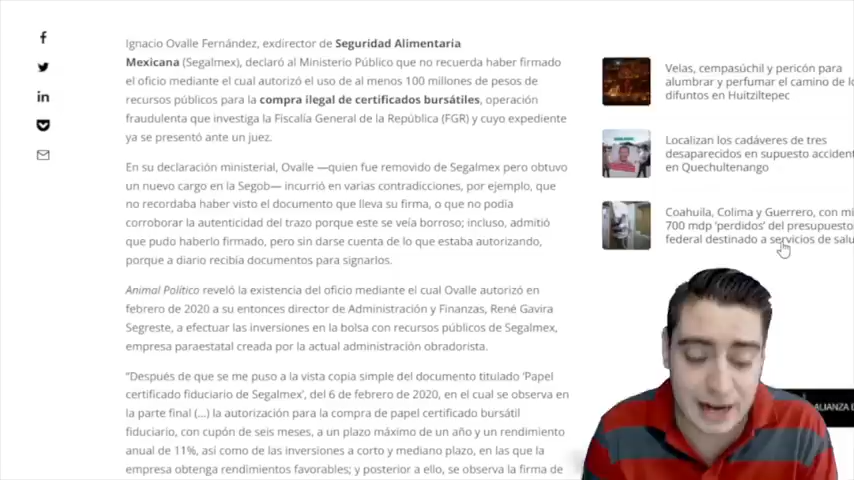 Ignacio Ovalle Fernández, exdirector de Seguridad Alimentaria
Mexicana (Segalmex), declaró al Ministerio Público que no recuerda haber firmado
el oficio mediante el cual autorizó el uso de al menos 100 millones de pesos de
recursos públicos para la compra ilegal de certificados bursátiles, operación
fraudulenta que investiga la Fiscalía General de la República (FGR) y cuyo expediente
ya se presentó ante un juez.
En su declaración ministerial, Ovalle —quien fue removido de Segalmex pero obtuvo
un nuevo cargo en la Segob— incurrió en varias contradicciones, por ejemplo, que
no recordaba haber visto el documento que lleva su firma, o que no podía
corroborar la autenticidad del trazo porque este se veía borroso; incluso, admitió
que pudo haberlo firmado, pero sin darse cuenta de lo que estaba autorizando,
porque a diario recibía documentos para signarlos.
Animal Político reveló la existencia del oficio mediante el cual Ovalle autorizó en
febrero de 2020 a su entonces director de Administración y Finanzas, René Gavira
Segreste, a efectuar las inversiones en la bolsa con recursos públicos de Segalmex,
empresa paraestatal creada por la actual administración obradorista.
“Después de que se me puso a la vista copia simple del documento titulado ‘Papel
certificado fiduciario de Segalmex’, del 6 de febrero de 2020, en el cual se observa en
la parte final (...) la autorización para la compra de papel certificado bursátil
fiduciario, con cupón de seis meses, a un plazo máximo de un año y un rendimiento
anual de 11%, así como de las inversiones a corto y mediano plazo, en las que la
empresa obtenga rendimientos favorables; y posterior a ello, se observa la firma de
Velas, cempasúchil y pericón para
alumbrar y perfumar el camino de lo
difuntos en Huitziltepec
Localizan los cadáveres de tres
desaparecidos en supuesto accident
en Quechultenango
Coahuila, Colima y Guerrero, con mi
700 mdp ‘perdidos’ del presupuesto
federal destinado a servicios de salu
ALIANZA